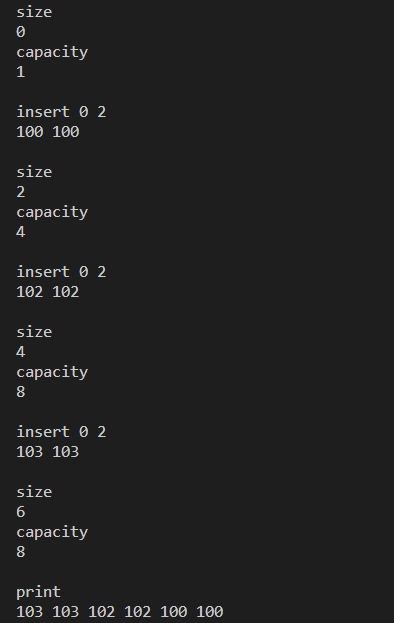 size
0
capacity
1
insert 0 2
100 100
size
2
capacity
4
insert 0 2
102 102
size
4
capacity
8
insert 0 2
103 103
size
6
capacity
8
print
103 103 102 102 100 100